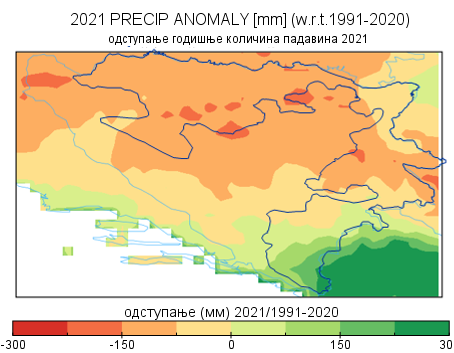 2021 PRECIP ANOMALY [mm] (w.r.t.1991-2020)
одступање годишње количина падавина 2021
одступање (мм) 2021/1991-2020
-300 -150 0 150 30